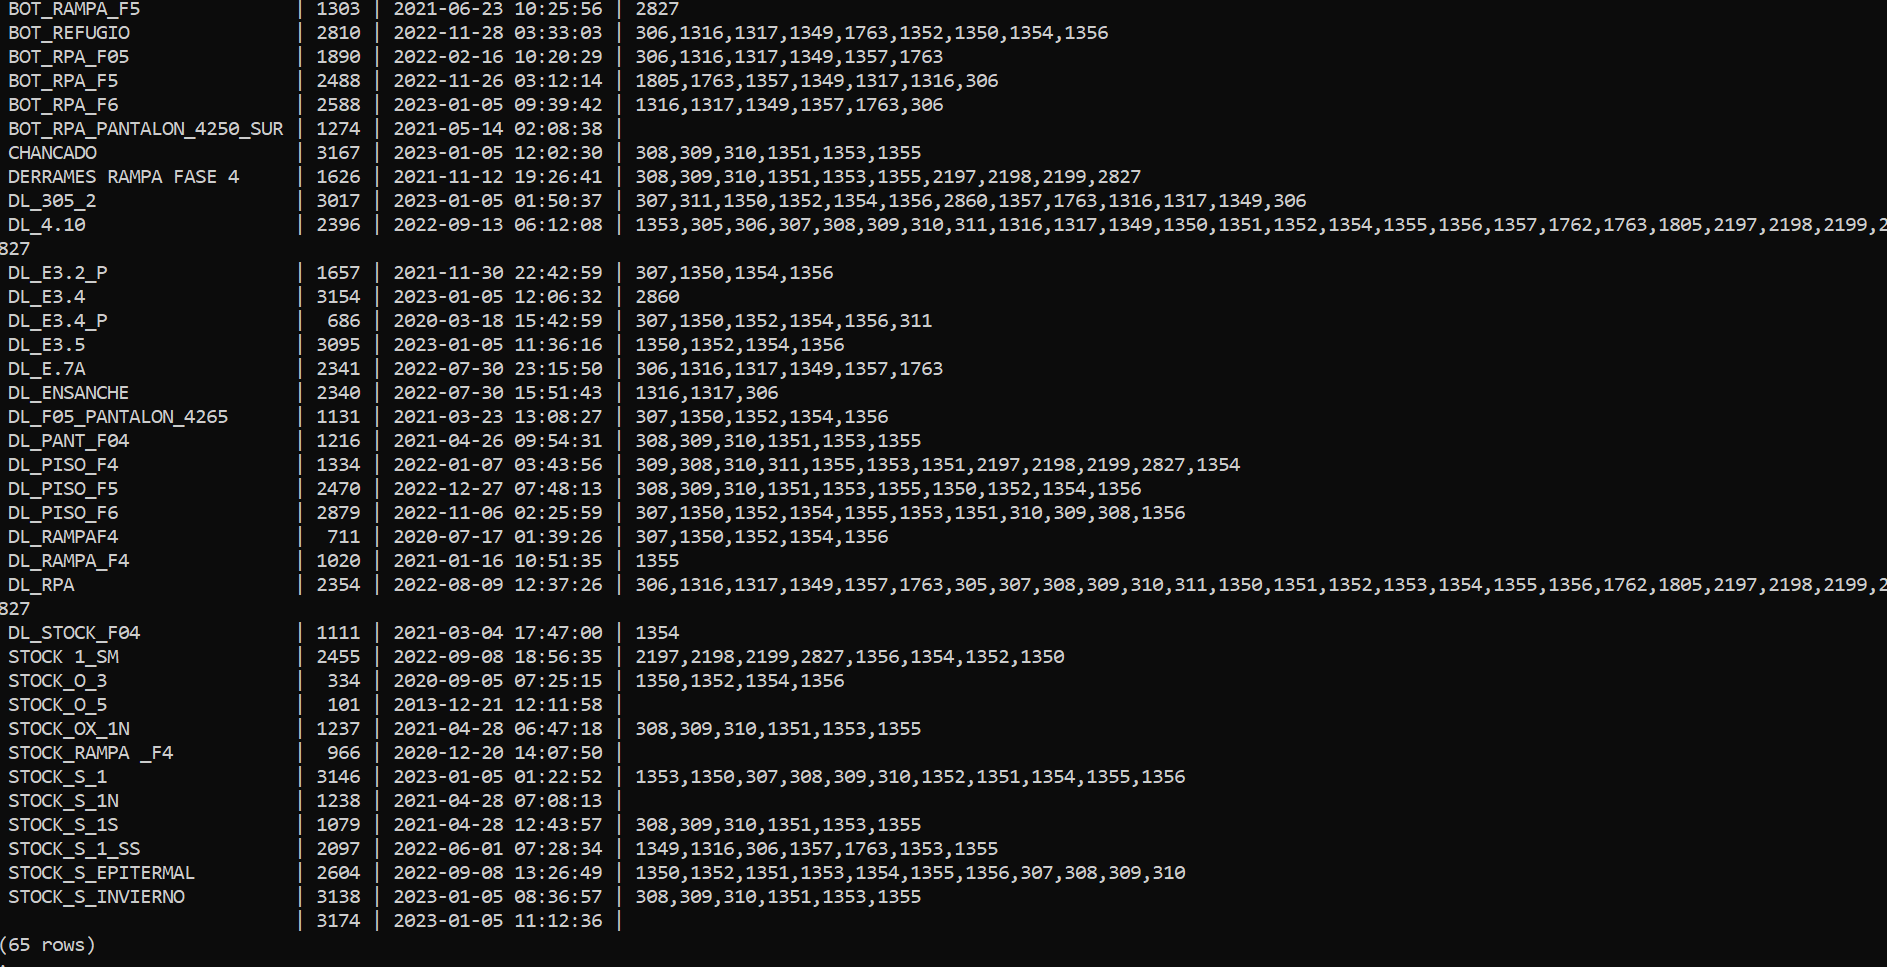 BOT_RAMPA_F5 | 1303 | 2021-06-23 10:25:56 | 2827
BOT_REFUGIO | 2810 | 2022-11-28 03:33:03 | 306,1316,1317,1349,1763,1352,1350,1354,1356
BOT_RPA_F05 | 1890 | 2022-02-16 10:20:29 | 306,1316,1317,1349,1357,1763
BOT_RPA_F5 | 2488 | 2022-11-26 03:12:14 | 1805,1763,1357,1349,1317,1316,306
BOT_RPA_F6 | 2588 | 2023-01-05 09:39:42 | 1316,1317,1349,1357,1763,306
BOT_RPA_PANTALON_4250_SUR | 1274 | 2021-05-14 02:08:38 |
CHANCADO | 3167 | 2023-01-05 12:02:30 | 308,309,310,1351,1353,1355
DERRAMES RAMPA FASE 4 | 1626 | 2021-11-12 19:26:41 | 308,309,310,1351,1353,1355,2197,2198,2199,2827
DL_305_2 | 3017 | 2023-01-05 01:50:37 | 307,311,1350,1352,1354,1356,2860,1357,1763,1316,1317,1349,306
DL_4.10 | 2396 | 2022-09-13 06:12:08 | 1353,305,306,307,308,309,310,311,1316,1317,1349,1350,1351,1352,1354,1355,1356,1357,1762,1763,1805,2197,2198,2199,2
827
DL_E3.2_P | 1657 | 2021-11-30 22:42:59 | 307,1350,1354,1356
DL_E3.4 | 3154 | 2023-01-05 12:06:32 | 2860
DL_E3.4_P | 686 | 2020-03-18 15:42:59 | 307,1350,1352,1354,1356,311
DL_E3.5 | 3095 | 2023-01-05 11:36:16 | 1350,1352,1354,1356
DL_E.7A | 2341 | 2022-07-30 23:15:50 | 306,1316,1317,1349,1357,1763
DL_ENSANCHE | 2340 | 2022-07-30 15:51:43 | 1316,1317,306
DL_F05_PANTALON_4265 | 1131 | 2021-03-23 13:08:27 | 307,1350,1352,1354,1356
DL_PANT_F04 | 1216 | 2021-04-26 09:54:31 | 308,309,310,1351,1353,1355
DL_PISO_F4 | 1334 | 2022-01-07 03:43:56 | 309,308,310,311,1355,1353,1351,2197,2198,2199,2827,1354
DL_PISO_F5 | 2470 | 2022-12-27 07:48:13 | 308,309,310,1351,1353,1355,1350,1352,1354,1356
DL_PISO_F6 | 2879 | 2022-11-06 02:25:59 | 307,1350,1352,1354,1355,1353,1351,310,309,308,1356
DL_RAMPAF4 | 711 | 2020-07-17 01:39:26 | 307,1350,1352,1354,1356
DL_RAMPA_F4 | 1020 | 2021-01-16 10:51:35 | 1355
DL_RPA | 2354 | 2022-08-09 12:37:26 | 306,1316,1317,1349,1357,1763,305,307,308,309,310,311,1350,1351,1352,1353,1354,1355,1356,1762,1805,2197,2198,2199,2
827
DL_STOCK_F04 | 1111 | 2021-03-04 17:47:00 | 1354
STOCK 1_SM | 2455 | 2022-09-08 18:56:35 | 2197,2198,2199,2827,1356,1354,1352,1350
STOCK_O_3 | 334 | 2020-09-05 07:25:15 | 1350,1352,1354,1356
STOCK_O_5 | 101 | 2013-12-21 12:11:58 |
STOCK_OX_1N | 1237 | 2021-04-28 06:47:18 | 308,309,310,1351,1353,1355
STOCK_RAMPA _F4 | 966 | 2020-12-20 14:07:50 |
STOCK_S_1 | 3146 | 2023-01-05 01:22:52 | 1353,1350,307,308,309,310,1352,1351,1354,1355,1356
STOCK_S_1N | 1238 | 2021-04-28 07:08:13 |
STOCK_S_1S | 1079 | 2021-04-28 12:43:57 | 308,309,310,1351,1353,1355
STOCK_S_1_SS | 2097 | 2022-06-01 07:28:34 | 1349,1316,306,1357,1763,1353,1355
STOCK_S_EPITERMAL | 2604 | 2022-09-08 13:26:49 | 1350,1352,1351,1353,1354,1355,1356,307,308,309,310
STOCK_S_INVIERNO | 3138 | 2023-01-05 08:36:57 | 308,309,310,1351,1353,1355
| 3174 | 2023-01-05 11:12:36 |
(65 rows)